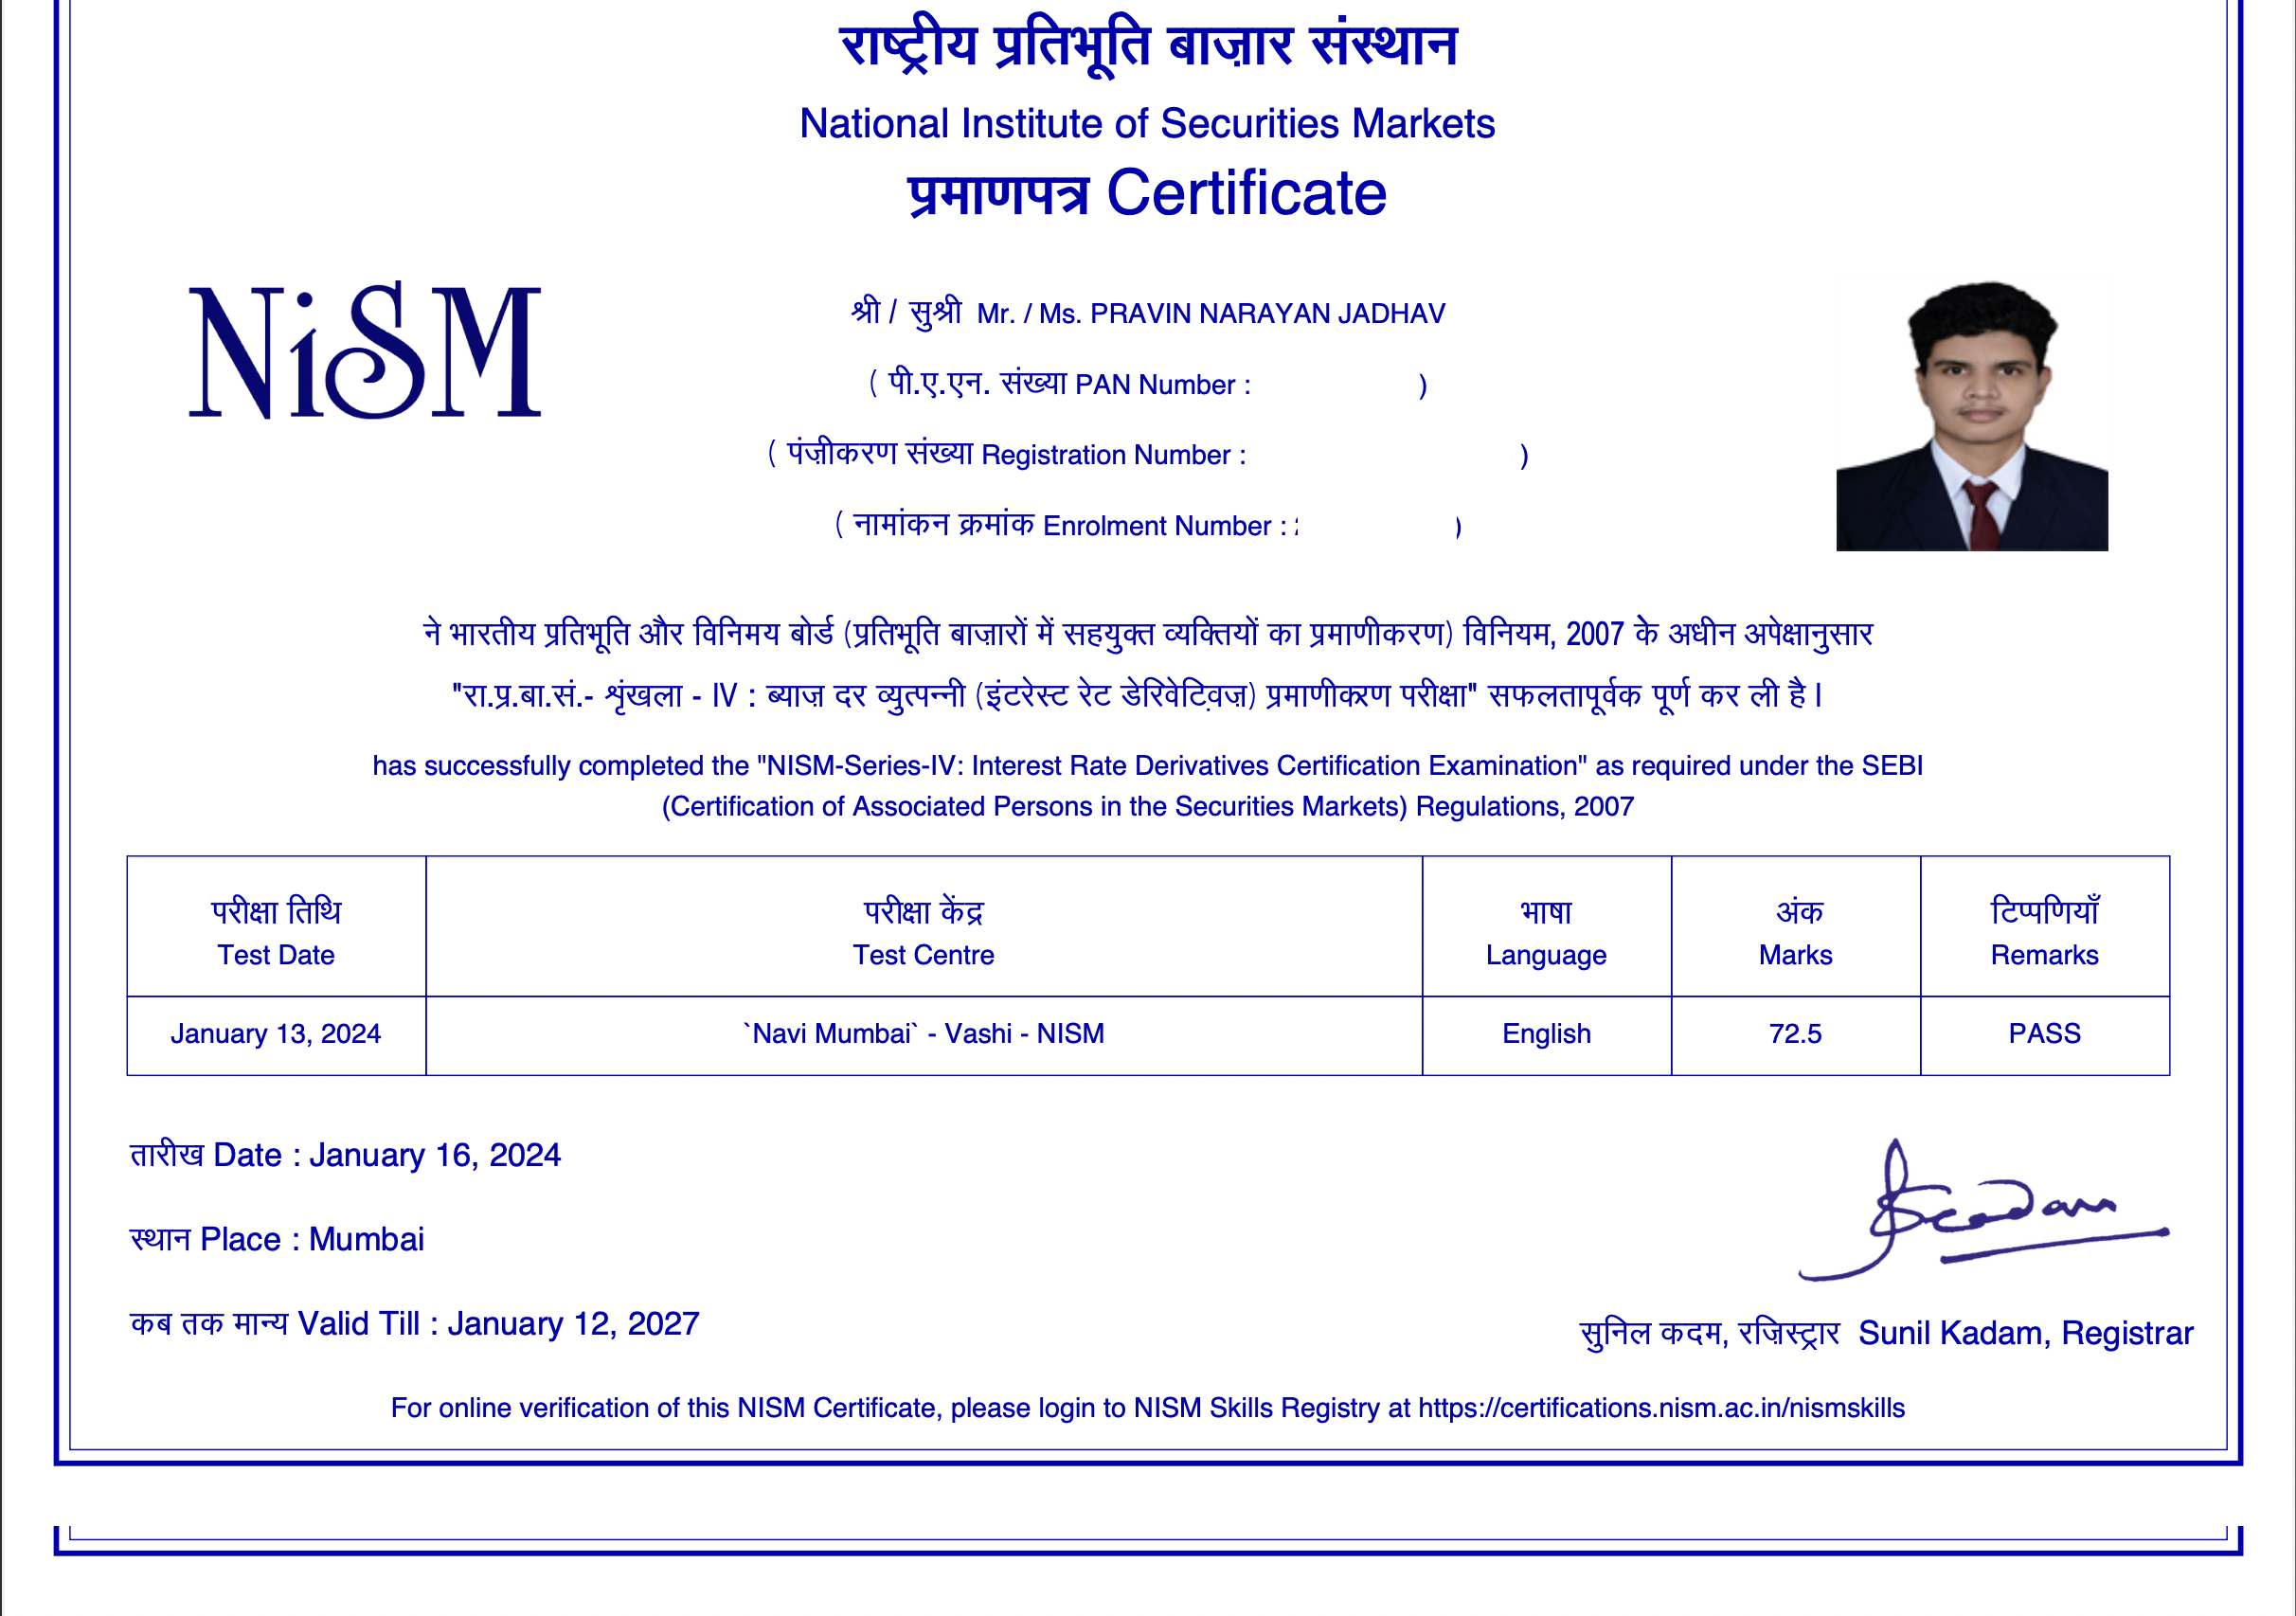 राष्ट्रीय प्रतिभूति बाज़ार संस्थान
National Institute of Securities Markets
प्रमाणपत्र Certificate
NiSM
श्री / सुश्री Mr. / Ms. PRAVIN NARAYAN JADHAV
( पी.ए.एन. संख्या PAN Number : )
( पंज़ीकरण संख्या Registration Number : )
( नामांकन क्रमांक Enrolment Number : )
ने भारतीय प्रतिभूति और विनिमय बोर्ड (प्रतिभूति बाज़ारों में सहयुक्त व्यक्तियों का प्रमाणीकरण) विनियम, 2007 के अधीन अपेक्षानुसार
"रा.प्र.बा.सं.- शृंखला - IV : ब्याज़ दर व्युत्पन्नी (इंटरेस्ट रेट डेरिवेटिव़ज़) प्रमाणीकरण परीक्षा" सफलतापूर्वक पूर्ण कर ली है।
has successfully completed the "NISM-Series-IV: Interest Rate Derivatives Certification Examination" as required under the SEBI
(Certification of Associated Persons in the Securities Markets) Regulations, 2007
परीक्षा तिथि परीक्षा केंद्र भाषा अंक टिप्पणियाँ
Test Date Test Centre Language Marks Remarks
January 13, 2024 `Navi Mumbai` - Vashi - NISM English 72.5 PASS
तारीख Date : January 16, 2024
स्थान Place : Mumbai
कब तक मान्य Valid Till : January 12, 2027
सुनिल कदम, रज़िस्ट्रार Sunil Kadam, Registrar
For online verification of this NISM Certificate, please login to NISM Skills Registry at https://certifications.nism.ac.in/nismskills